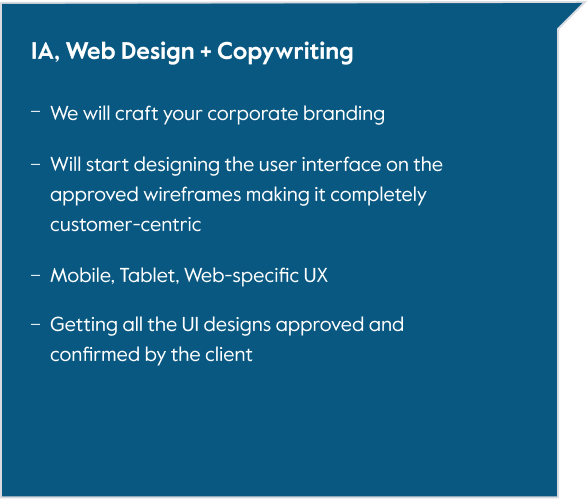 IA, Web Design + Copywriting
– We will craft your corporate branding
– Will start designing the user interface on the
approved wireframes making it completely
customer-centric
– Mobile, Tablet, Web-specific UX
– Getting all the UI designs approved and
confirmed by the client